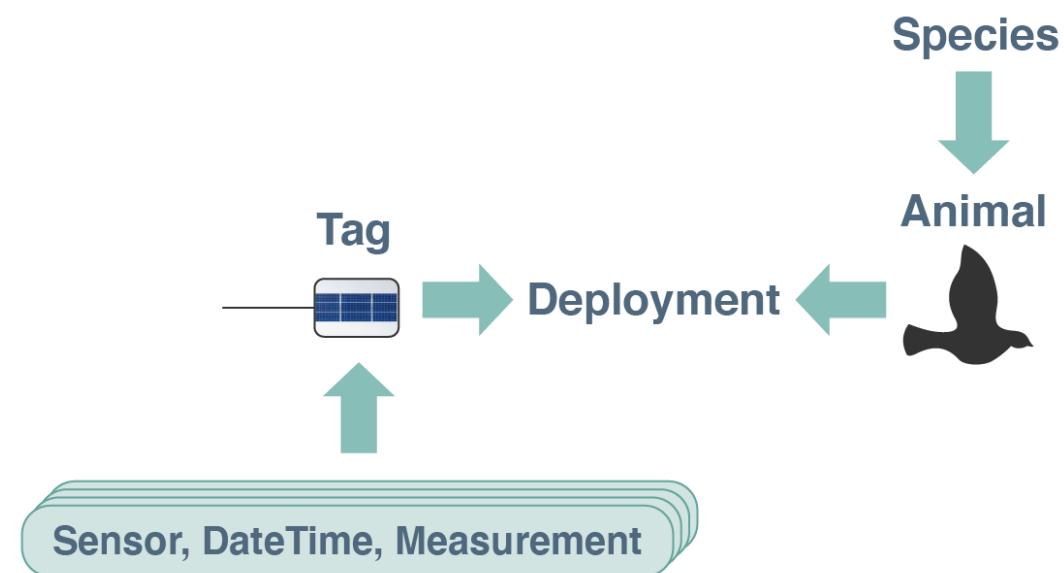 Species
Animal
Tag
Deployment
Sensor, DateTime, Measurement